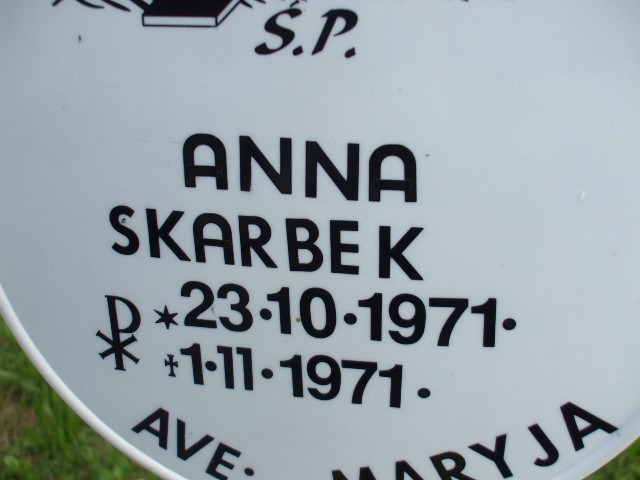 Ś.P.
ANNA
SKARBEK
*23·10·1971·
†1·11·1971·
AVE· MARYJA